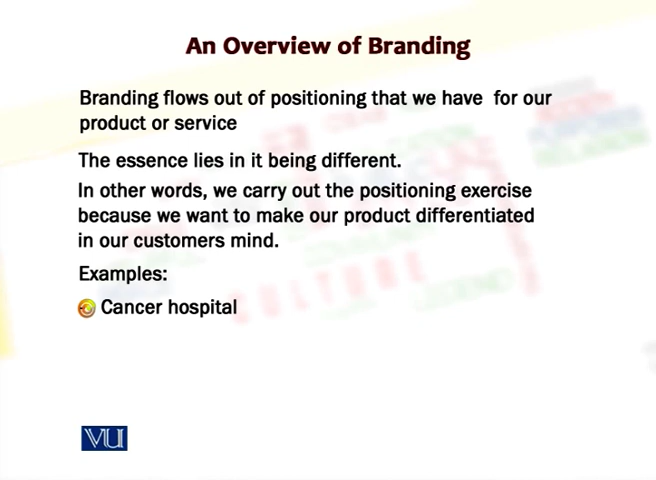 An Overview of Branding
Branding flows out of positioning that we have for our
product or service
The essence lies in it being different.
In other words, we carry out the positioning exercise
because we want to make our product differentiated
in our customers mind.
Examples:
Cancer hospital
CULTURE
VU